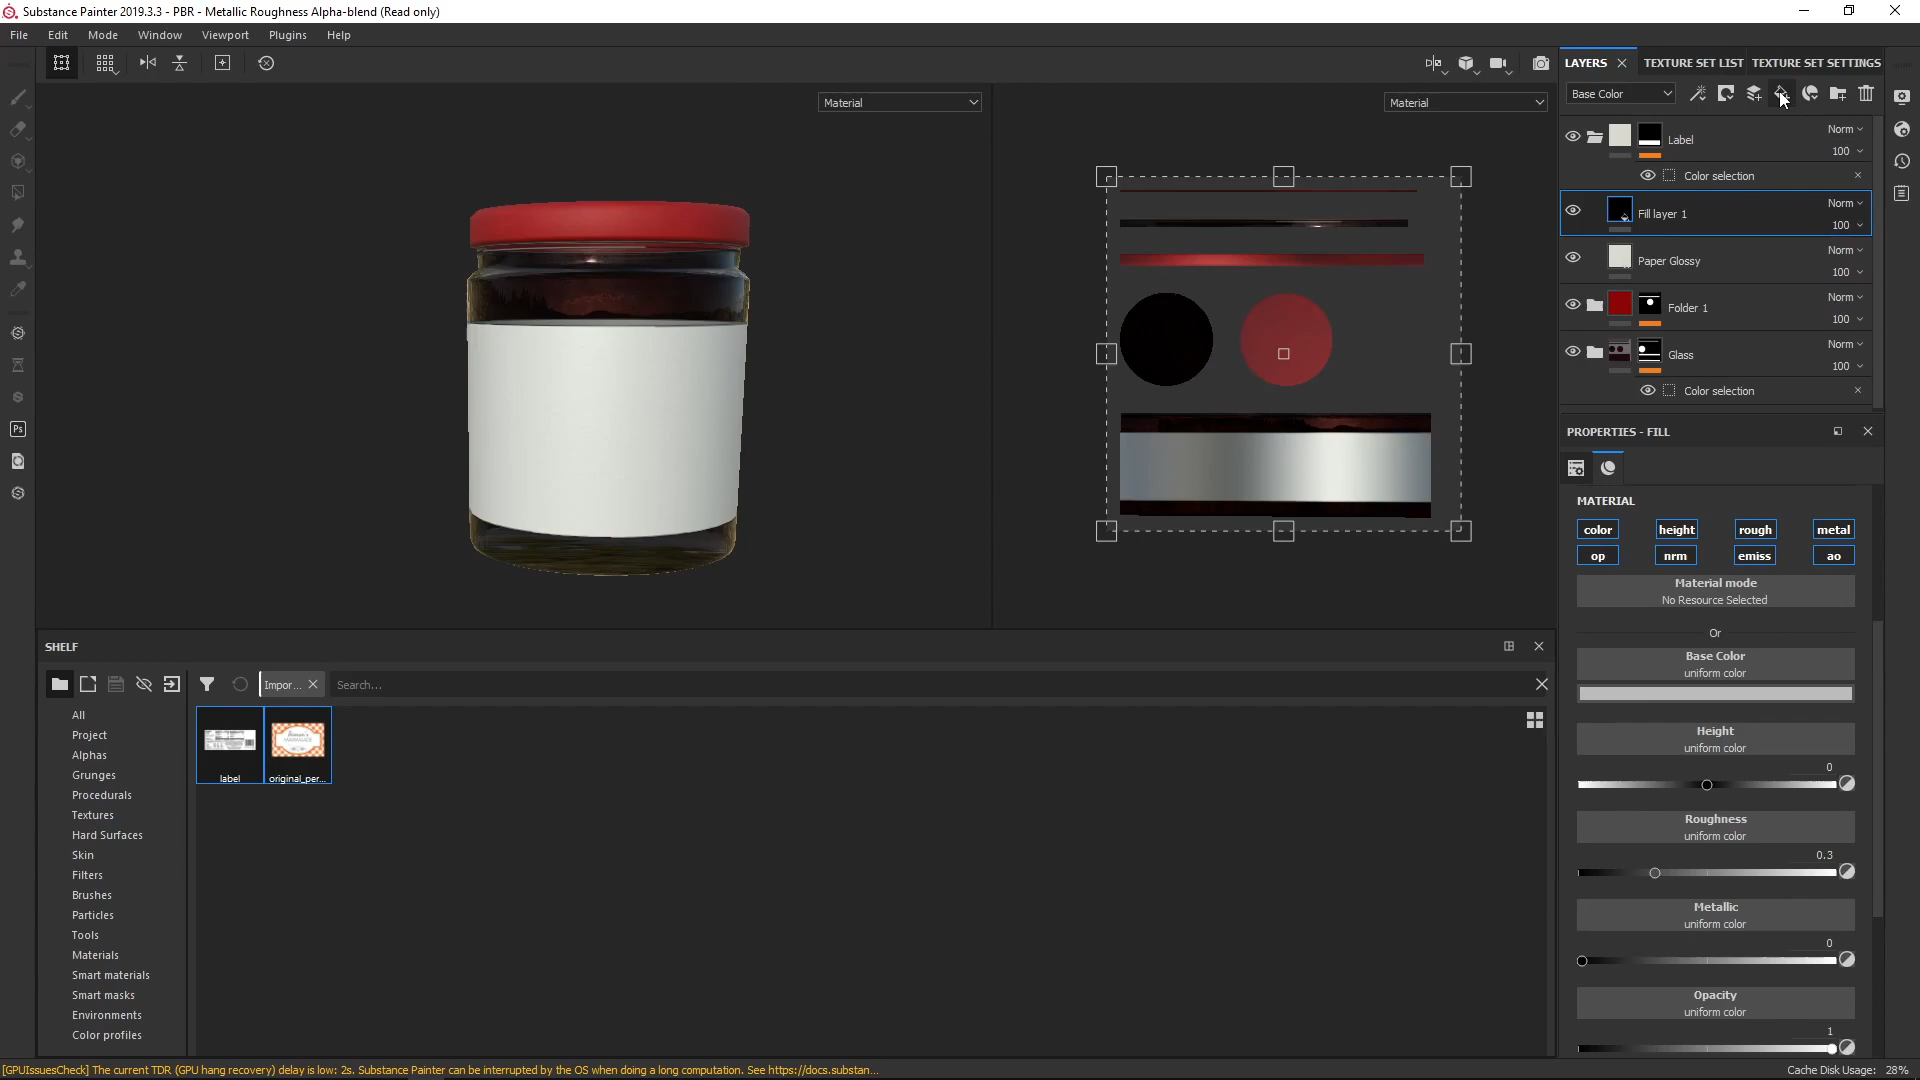 Substance Painter 2019.3.3 - PBR - Metallic Roughness Alpha-blend (Read only)
File Edit Mode Window Viewport Plugins Help
Material
Material
LAYERS
TEXTURE SET LIST
TEXTURE SET SETTINGS
Base Color
Label
Norm
100
Color selection
Fill layer 1
Norm
100
Paper Glossy
Norm
100
Folder 1
Norm
100
Glass
Norm
100
Color selection
PROPERTIES - FILL
MATERIAL
color height rough metal
op nrm emiss ao
Material mode
No Resource Selected
Or
Base Color
uniform color
Height
uniform color
0
Roughness
uniform color
0.3
Metallic
uniform color
0
Opacity
uniform color
1
SHELF
Impor...
Search...
All
Project
Alphas
Grunges
Procedurals
Textures
Hard Surfaces
Skin
Filters
Brushes
Particles
Tools
Materials
Smart materials
Smart masks
Environments
Color profiles
label
original_per...
MARMALADE
Ps
[GPUIssuesCheck] The current TDR (GPU hang recovery) delay is low: 2s. Substance Painter can be interrupted by the OS when doing a long computation. See https://docs.substan...
Cache Disk Usage: 28%